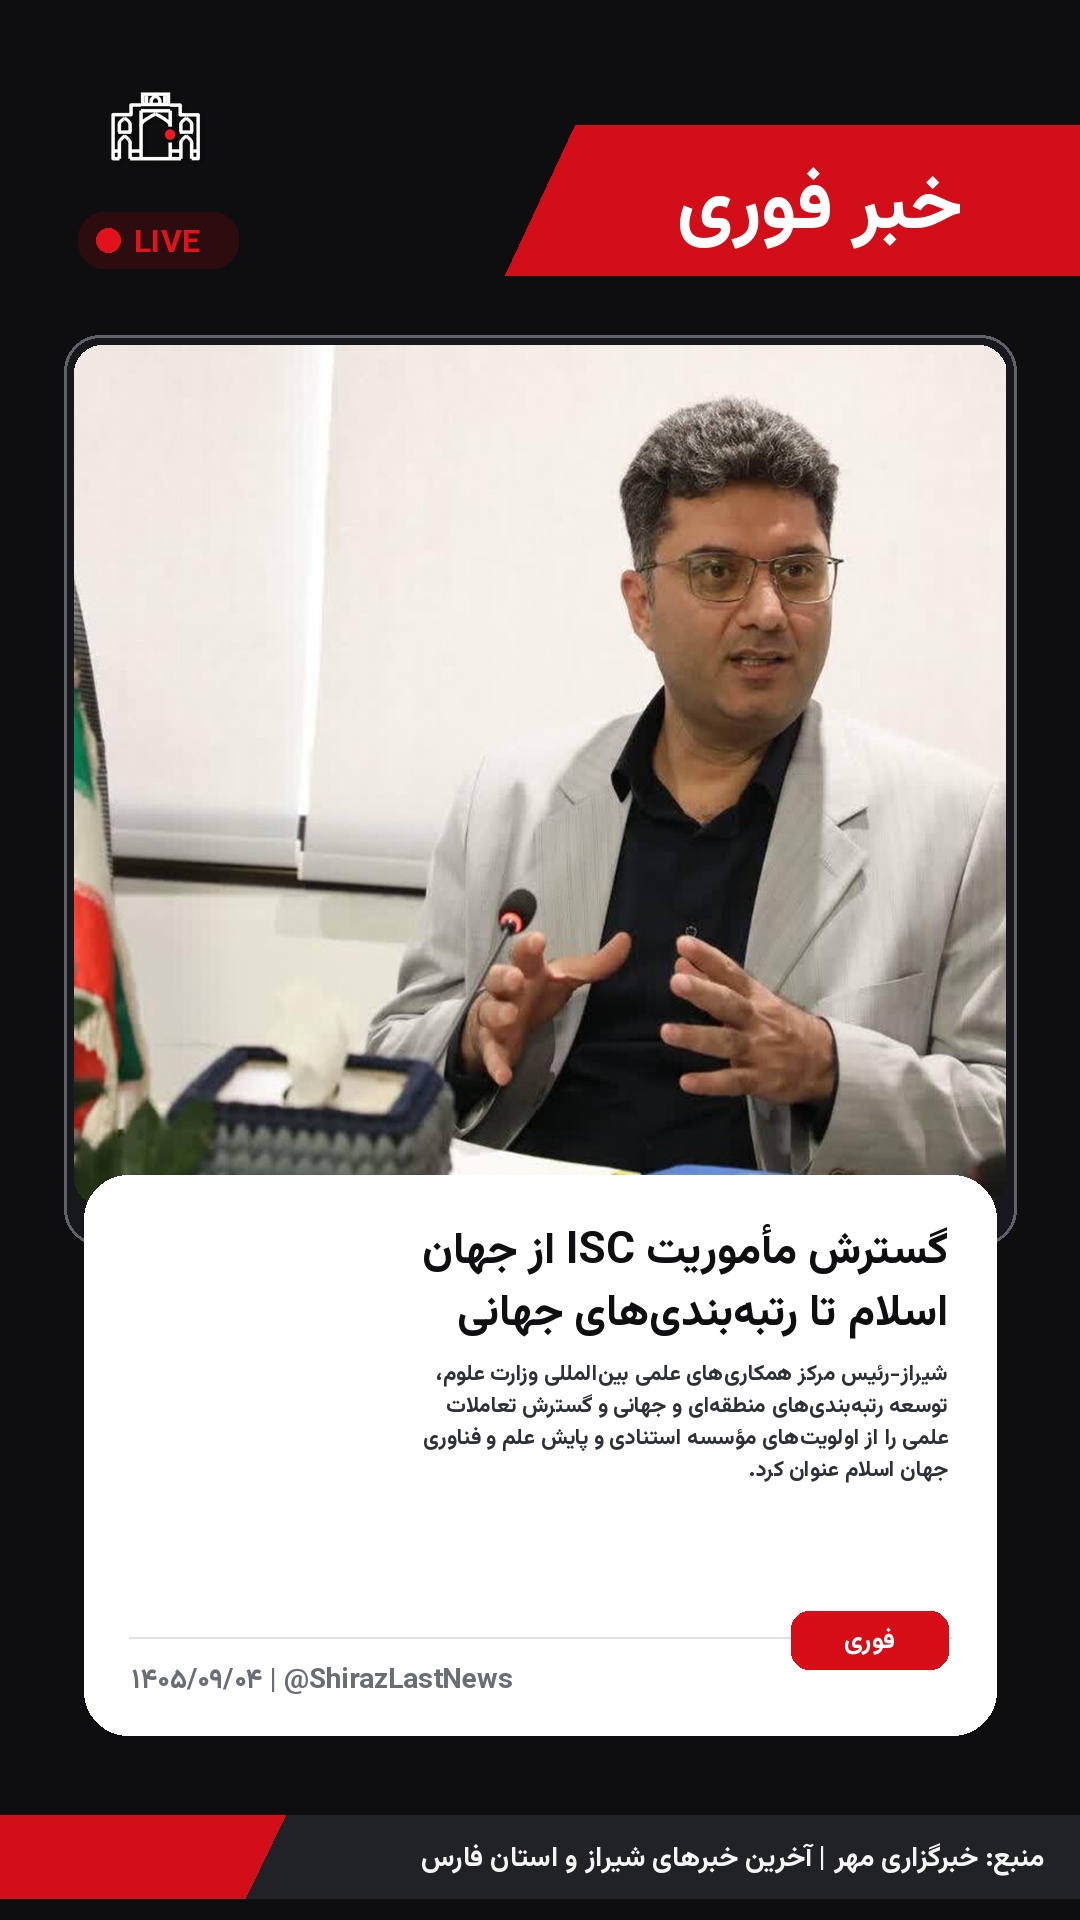 خبر فوری
LIVE
گسترش مأموریت ISC از جهان
اسلام تا رتبه‌بندی‌های جهانی
شیراز-رئیس مرکز همکاری‌های علمی بین‌المللی وزارت علوم،
توسعه رتبه‌بندی‌های منطقه‌ای و جهانی و گسترش تعاملات
علمی را از اولویت‌های مؤسسه استنادی و پایش علم و فناوری
جهان اسلام عنوان کرد.
فوری
۱۴۰۵/۰۹/۰۴ | @ShirazLastNews
منبع: خبرگزاری مهر | آخرین خبرهای شیراز و استان فارس